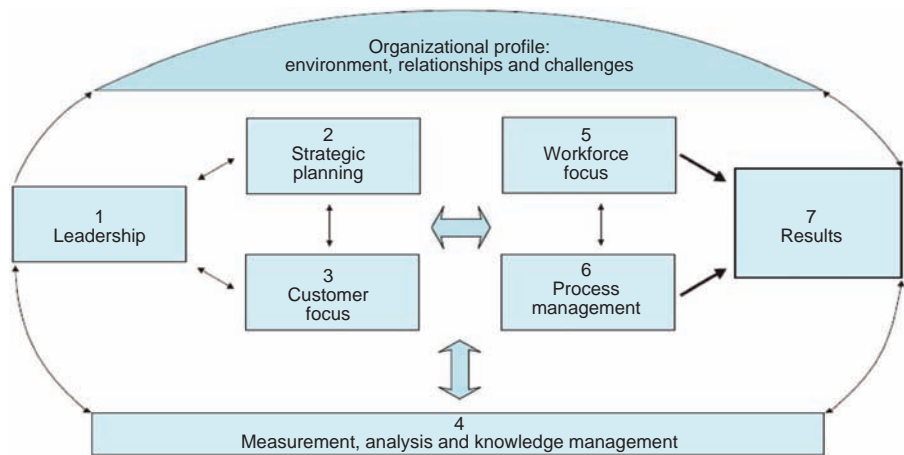 Organizational profile:
environment, relationships and challenges
2
Strategic
planning
5
Workforce
focus
1
Leadership
7
Results
3
Customer
focus
6
Process
management
4
Measurement, analysis and knowledge management